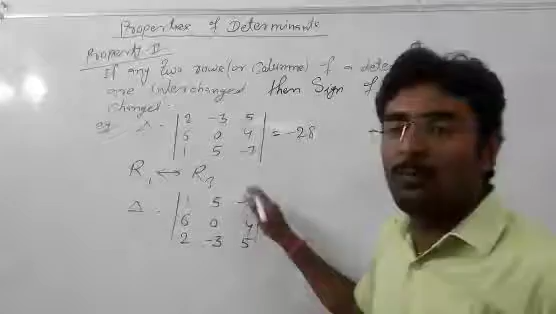 Properties of Determinants
Property II
If any two rows (or Columns) of a
are interchanged then Sign of
changed.
eg. Δ = | 2 -3 5 |
| 6 0 4 | = -28
| 1 5 -7 |
R₁ ↔ R₃
Δ = | 1 5
| 6 0 4
| 2 -3 5 |